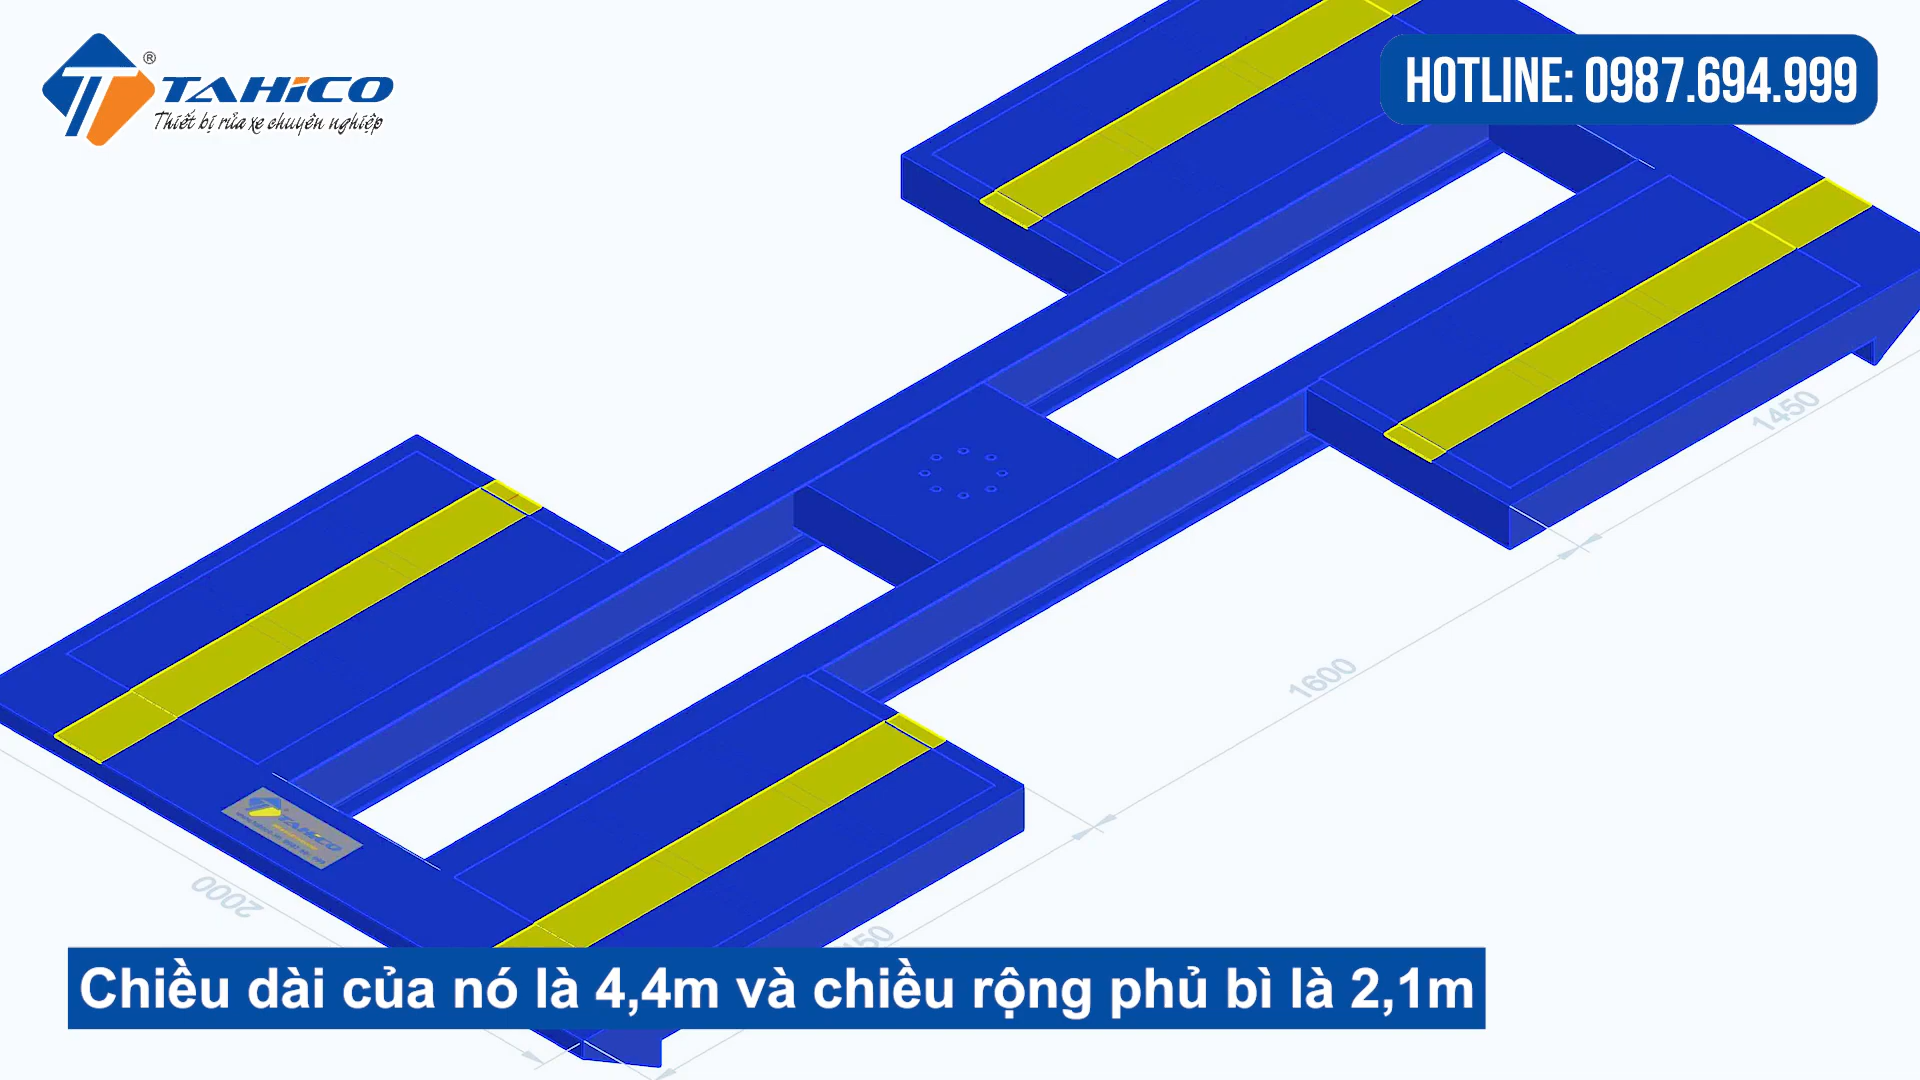 TAHiCO®
Thiết bị rửa xe chuyên nghiệp
HOTLINE: 0987.694.999
1450
1600
TAHiCO
2000
Chiều dài của nó là 4,4m và chiều rộng phủ bì là 2,1m